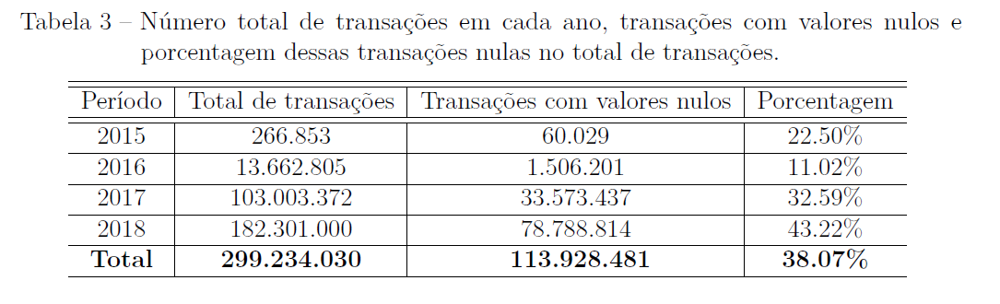 Tabela 3 – Número total de transações em cada ano, transações com valores nulos e
porcentagem dessas transações nulas no total de transações.
Período Total de transações Transações com valores nulos Porcentagem
2015 266.853 60.029 22.50%
2016 13.662.805 1.506.201 11.02%
2017 103.003.372 33.573.437 32.59%
2018 182.301.000 78.788.814 43.22%
Total 299.234.030 113.928.481 38.07%